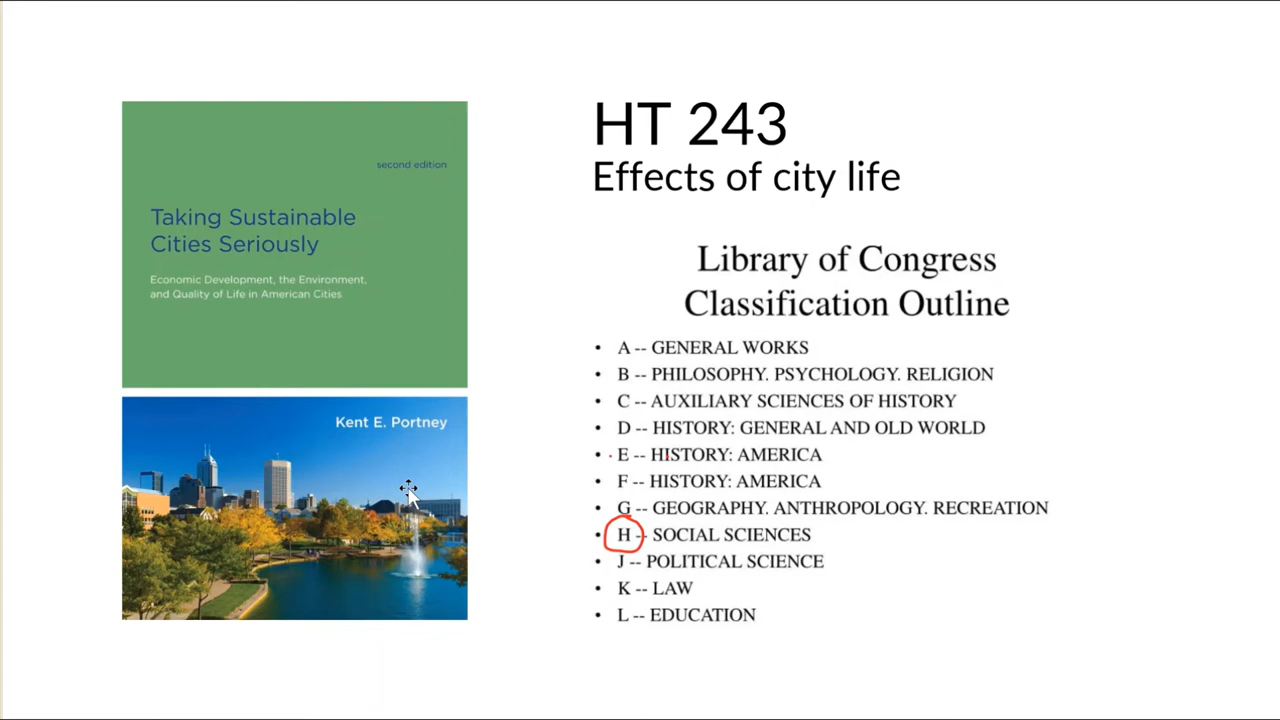 second edition
Taking Sustainable
Cities Seriously
Economic Development, the Environment,
and Quality of Life in American Cities
Kent E. Portney
HT 243
Effects of city life
Library of Congress
Classification Outline
• A -- GENERAL WORKS
• B -- PHILOSOPHY. PSYCHOLOGY. RELIGION
• C -- AUXILIARY SCIENCES OF HISTORY
• D -- HISTORY: GENERAL AND OLD WORLD
• E -- HISTORY: AMERICA
• F -- HISTORY: AMERICA
• G -- GEOGRAPHY. ANTHROPOLOGY. RECREATION
• H -- SOCIAL SCIENCES
• J -- POLITICAL SCIENCE
• K -- LAW
• L -- EDUCATION